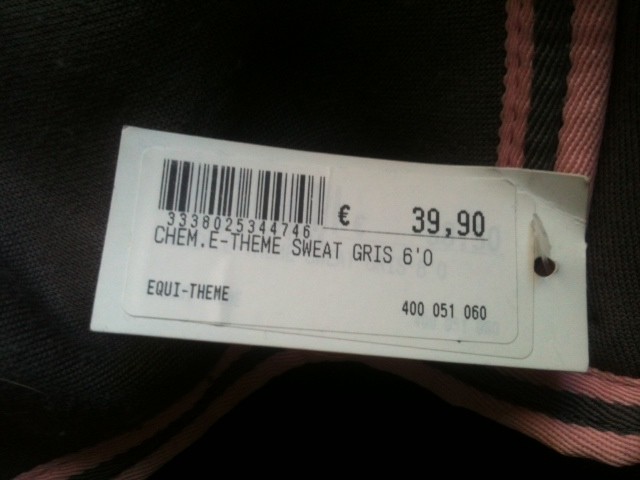 € 39,90
3338025344746
CHEM.E-THEME SWEAT GRIS 6'0
EQUI-THEME 400 051 060